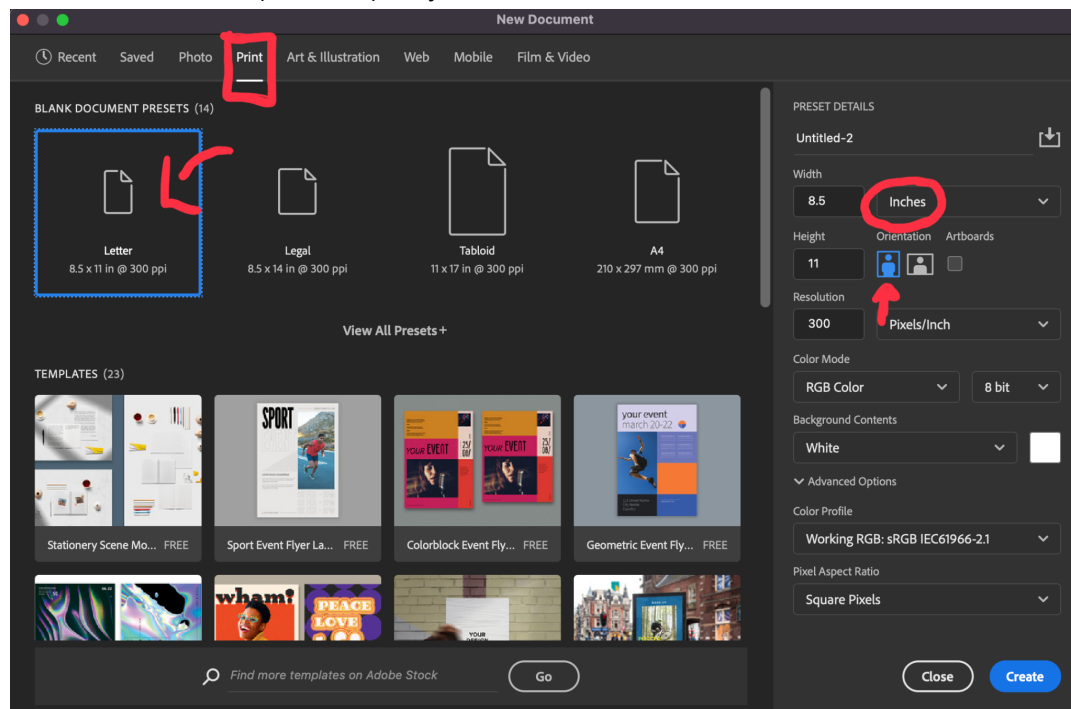 New Document
Recent Saved Photo Print Art & Illustration Web Mobile Film & Video
BLANK DOCUMENT PRESETS (14)
Letter
8.5 x 11 in @ 300 ppi
Legal
8.5 x 14 in @ 300 ppi
Tabloid
11 x 17 in @ 300 ppi
A4
210 x 297 mm @ 300 ppi
View All Presets+
TEMPLATES (23)
SPORT
YOUR EVENT
25/
08/
YOUR EVENT
25/
08/
your event
march 20-22
Stationery Scene Mo... FREE
Sport Event Flyer La... FREE
Colorblock Event Fly... FREE
Geometric Event Fly... FREE
wham!
PEACE
LOVE
YOUR
DESIGN
Find more templates on Adobe Stock
Go
PRESET DETAILS
Untitled-2
Width
8.5 Inches
Height Orientation Artboards
11
Resolution
300 Pixels/Inch
Color Mode
RGB Color 8 bit
Background Contents
White
Advanced Options
Color Profile
Working RGB: sRGB IEC61966-2.1
Pixel Aspect Ratio
Square Pixels
Close Create